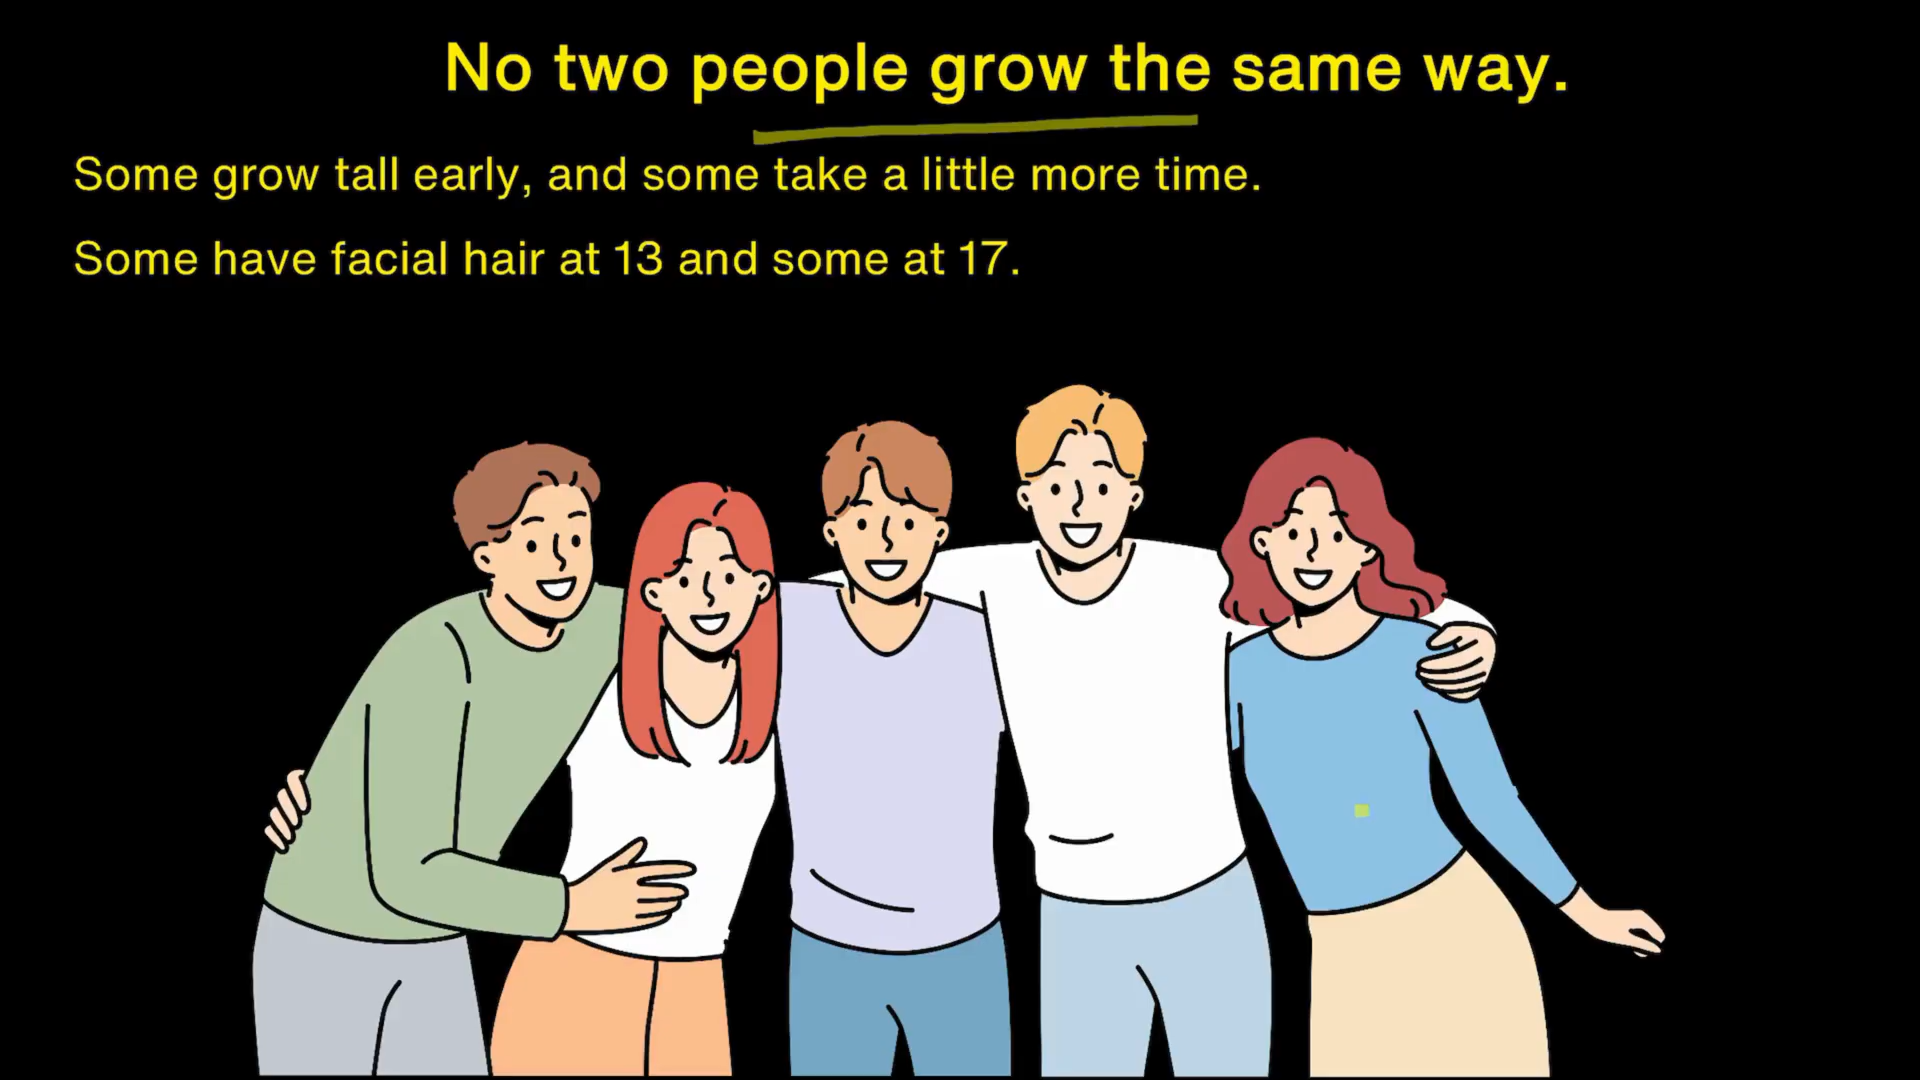 No two people grow the same way.
Some grow tall early, and some take a little more time.
Some have facial hair at 13 and some at 17.